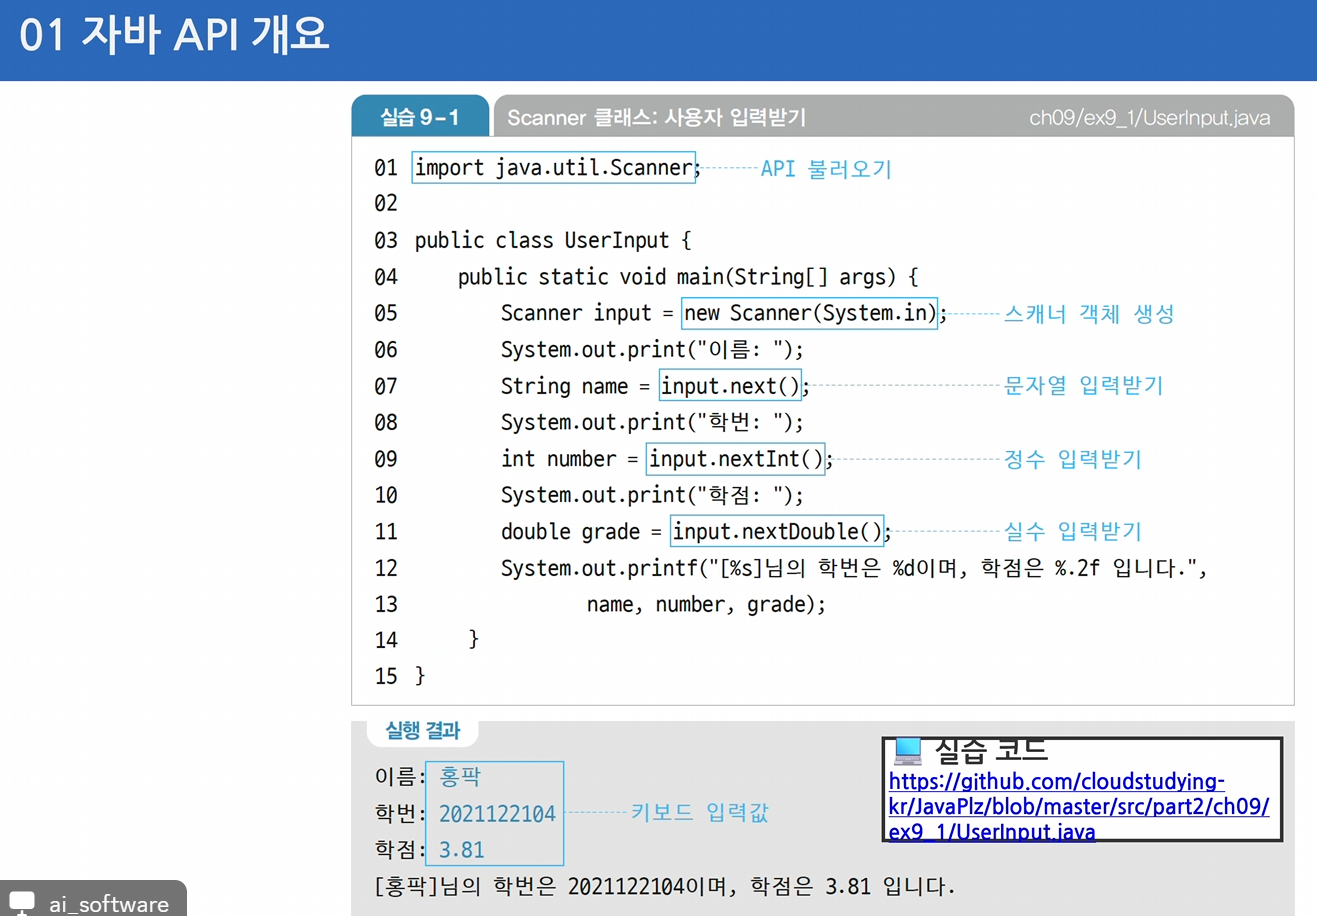 01 자바 API 개요
실습 9-1 Scanner 클래스: 사용자 입력받기 ch09/ex9_1/UserInput.java
01 import java.util.Scanner; API 불러오기
02
03 public class UserInput {
04 public static void main(String[] args) {
05 Scanner input = new Scanner(System.in); 스캐너 객체 생성
06 System.out.print("이름: ");
07 String name = input.next(); 문자열 입력받기
08 System.out.print("학번: ");
09 int number = input.nextInt(); 정수 입력받기
10 System.out.print("학점: ");
11 double grade = input.nextDouble(); 실수 입력받기
12 System.out.printf("[%s]님의 학번은 %d이며, 학점은 %.2f 입니다.",
13 name, number, grade);
14 }
15 }
실행 결과
이름: 홍팍
학번: 2021122104 키보드 입력값
학점: 3.81
[홍팍]님의 학번은 2021122104이며, 학점은 3.81 입니다.
실습 코드
https://github.com/cloudstudying-
kr/JavaPlz/blob/master/src/part2/ch09/
ex9_1/UserInput.java
ai_software